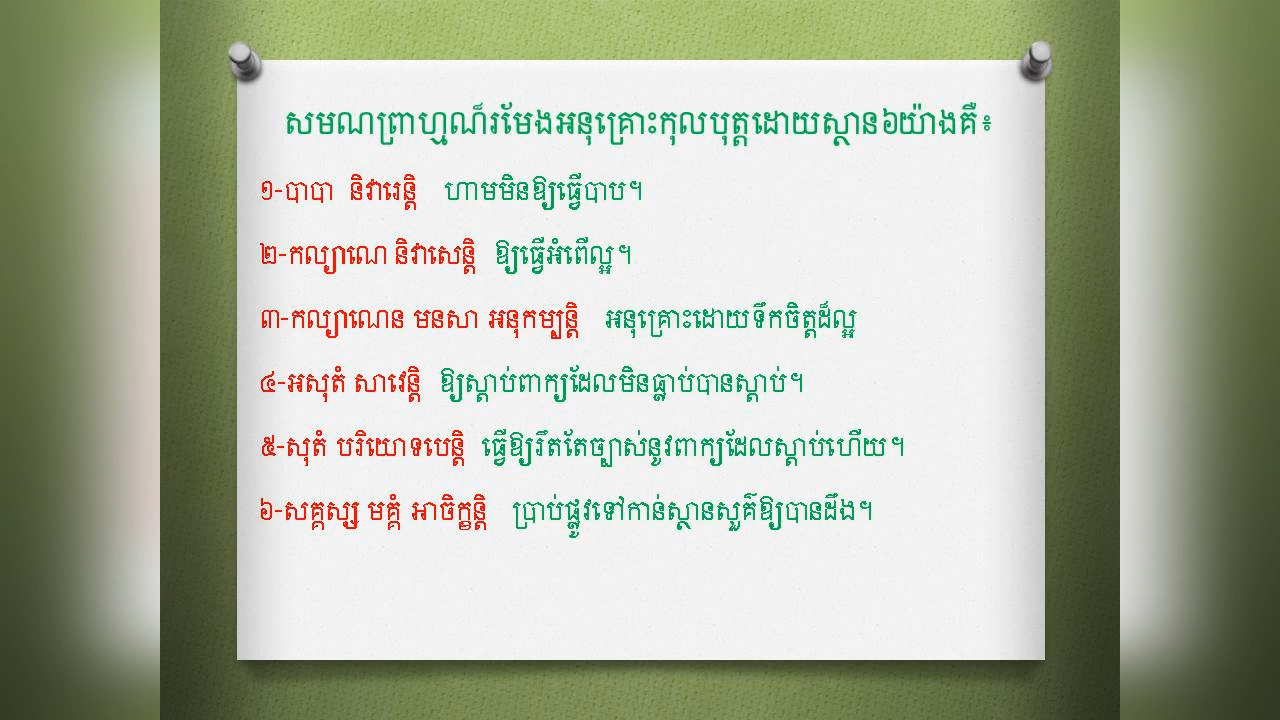 សមណព្រាហ្មណ៏រមែងអនុគ្រោះកុលបុត្តដោយស្ថាន៦យ៉ាងគឺ៖
១-បាបា និវារេន្តិ ហាមមិនឱ្យធ្វើបាប។
២-កល្យាណេ និវាសេន្តិ ឱ្យធ្វើអំពើល្អ។
៣-កល្យាណេន មនសា អនុកម្បន្តិ អនុគ្រោះដោយទឹកចិត្តដ៏ល្អ
៤-អសុតំ សាវេន្តិ ឱ្យស្តាប់ពាក្យដែលមិនធ្លាប់បានស្តាប់។
៥-សុតំ បរិយោទបេន្តិ ធ្វើឱ្យរឹតតែច្បាស់នូវពាក្យដែលស្តាប់ហើយ។
៦-សគ្គស្ស មគ្គំ អាចិក្ខន្តិ ប្រាប់ផ្លូវទៅកាន់ស្ថានសួគ៌ឱ្យបានដឹង។